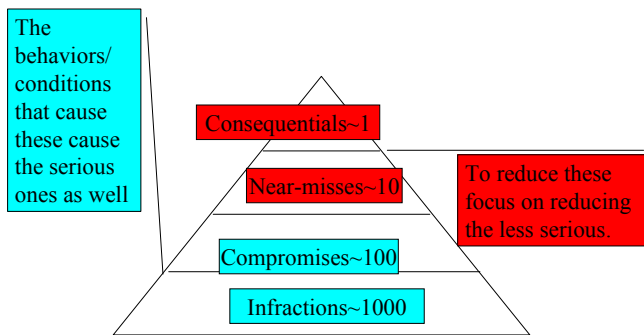 The
behaviors/
conditions
that cause
these cause
the serious
ones as well
Consequentials~1
Near-misses~10
To reduce these
focus on reducing
the less serious.
Compromises~100
Infractions~1000